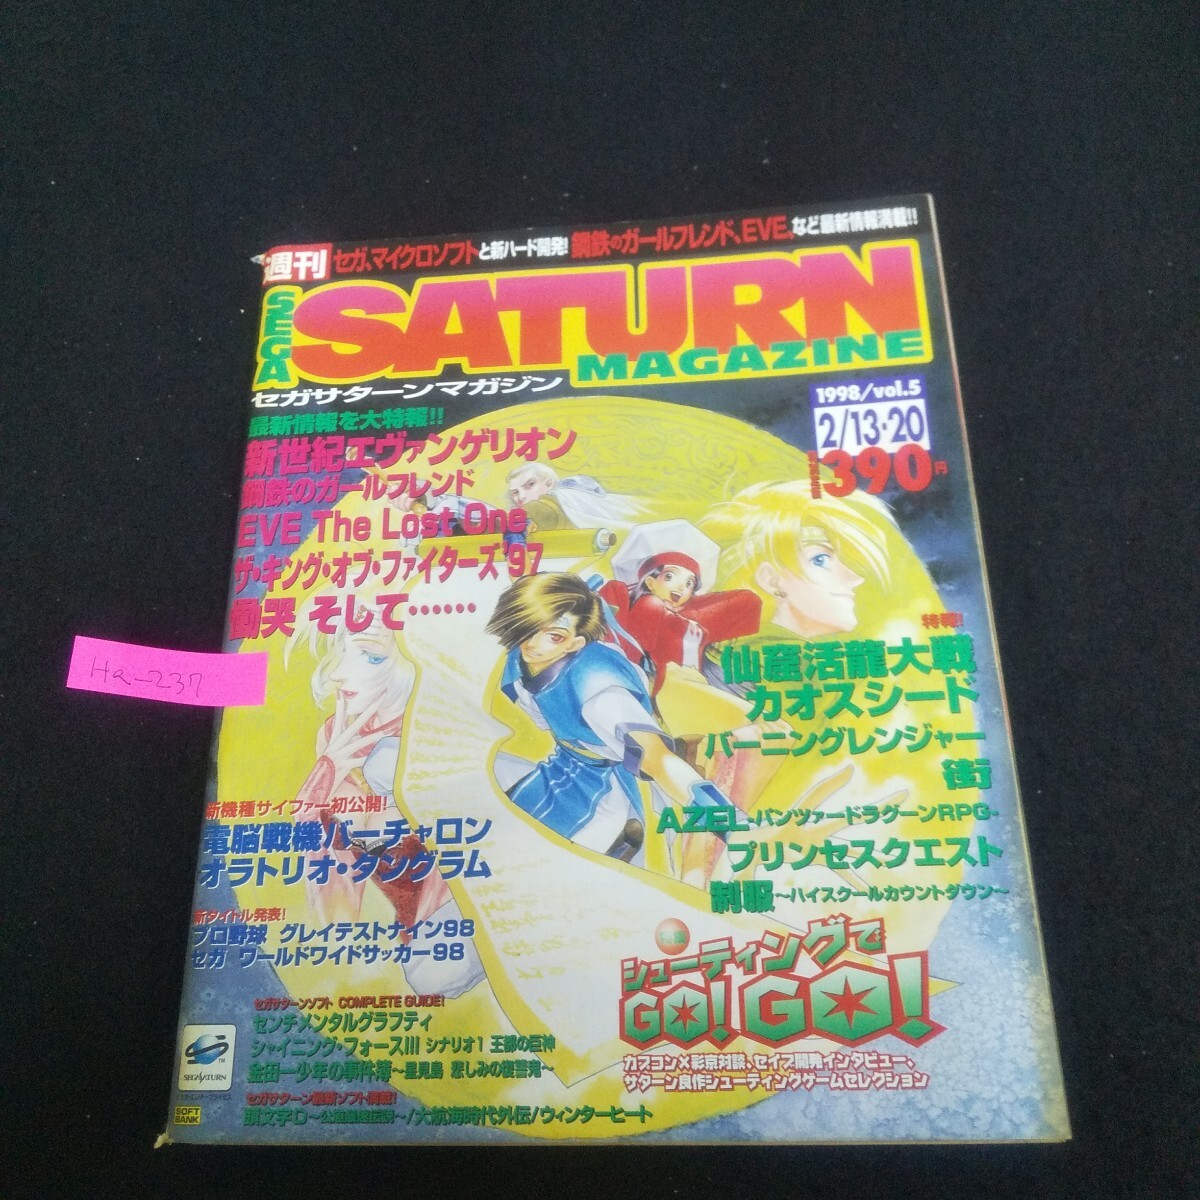 週刊
セガ、マイクロソフトと新ハード開発! 鋼鉄のガールフレンド、EVE、など最新情報満載!!
SEGA SATURN
MAGAZINE
セガサターンマガジン
1998/vol.5
2/13・20
390円
最新情報を大特報!!
新世紀エヴァンゲリオン
鋼鉄のガールフレンド
EVE The Lost One
ザ・キング・オブ・ファイターズ'97
慟哭 そして……
Ha-237
特報!!
仙窟活龍大戦
カオスシード
バーニングレンジャー
街
AZEL-パンツァードラグーンRPG-
プリンセスクエスト
制服~ハイスクールカウントダウン~
新機種サイファー初公開!
電脳戦機バーチャロン
オラトリオ・タングラム
新タイトル発表!
プロ野球 グレイテストナイン98
セガ ワールドワイドサッカー98
特集
シューティングで
GO! GO!
カプコン×彩京対談、セイブ開発インタビュー、
サターン良作シューティングゲームセレクション
セガサターンソフト COMPLETE GUIDE!
センチメンタルグラフティ
シャイニング・フォースIII シナリオ1 王都の巨神
金田一少年の事件簿~星見島 悲しみの復讐鬼~
セガサターン最新ソフト満載!
頭文字D~公道最速伝説~/大航海時代外伝/ウィンターヒート
TM
SEGA SATURN
SOFT
BANK